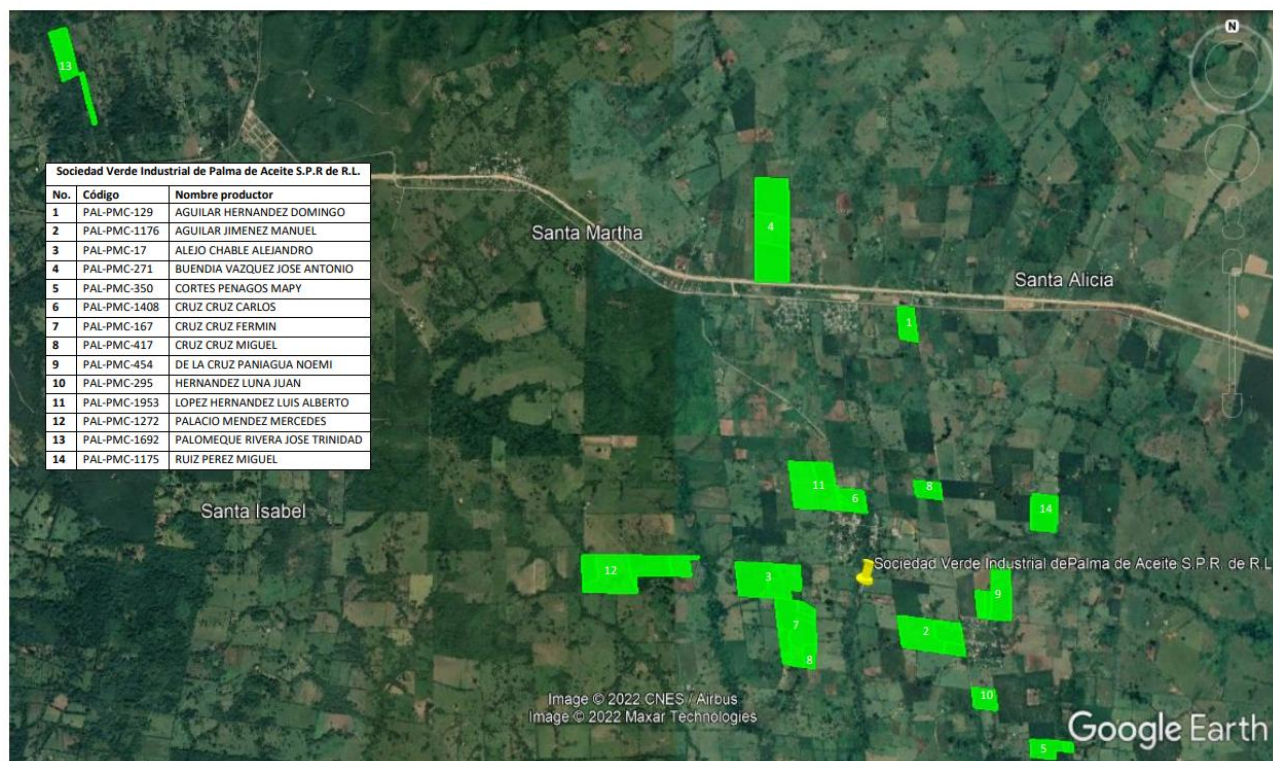 N
13
Sociedad Verde Industrial de Palma de Aceite S.P.R de R.L.
No. Código Nombre productor
1 PAL-PMC-129 AGUILAR HERNANDEZ DOMINGO
2 PAL-PMC-1176 AGUILAR JIMENEZ MANUEL
3 PAL-PMC-17 ALEJO CHABLE ALEJANDRO
4 PAL-PMC-271 BUENDIA VAZQUEZ JOSE ANTONIO
5 PAL-PMC-350 CORTES PENAGOS MAPY
6 PAL-PMC-1408 CRUZ CRUZ CARLOS
7 PAL-PMC-167 CRUZ CRUZ FERMIN
8 PAL-PMC-417 CRUZ CRUZ MIGUEL
9 PAL-PMC-454 DE LA CRUZ PANIAGUA NOEMI
10 PAL-PMC-295 HERNANDEZ LUNA JUAN
11 PAL-PMC-1953 LOPEZ HERNANDEZ LUIS ALBERTO
12 PAL-PMC-1272 PALACIO MENDEZ MERCEDES
13 PAL-PMC-1692 PALOMEQUE RIVERA JOSE TRINIDAD
14 PAL-PMC-1175 RUIZ PEREZ MIGUEL
4
Santa Martha
Santa Alicia
1
11
8
6
14
Santa Isabel
Sociedad Verde Industrial dePalma de Aceite S.P.R. de R.L
12
3
9
7
2
8
10
Image © 2022 CNES / Airbus
Image © 2022 Maxar Technologies
Google Earth
5